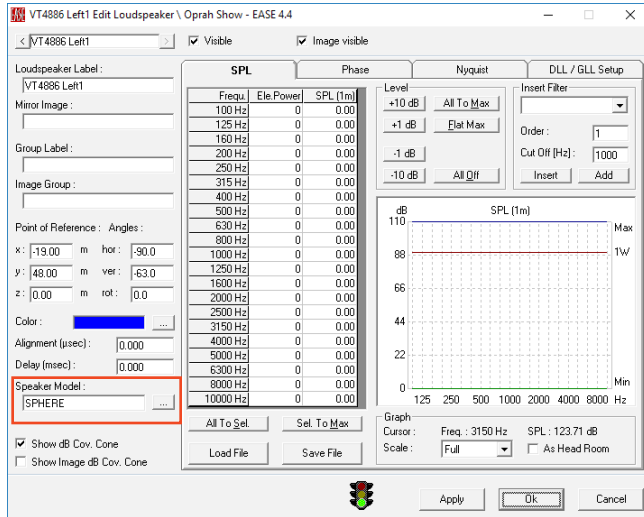 VT4886 Left1 Edit Loudspeaker \ Oprah Show - EASE 4.4
< VT4886 Left1 > Visible Image visible
Loudspeaker Label :
VT4886 Left1
Mirror Image :
Group Label :
Image Group :
Point of Reference : Angles :
x : -19.00 m hor : -90.0
y : 48.00 m ver : -63.0
z : 0.00 m rot : 0.0
Color : ...
Alignment (µsec) : 0.000
Delay (msec) : 0.000
Speaker Model :
SPHERE ...
Show dB Cov. Cone
Show Image dB Cov. Cone
SPL Phase Nyquist DLL / GLL Setup
Frequ. Ele.Power SPL (1m)
100 Hz 0 0.00
125 Hz 0 0.00
160 Hz 0 0.00
200 Hz 0 0.00
250 Hz 0 0.00
315 Hz 0 0.00
400 Hz 0 0.00
500 Hz 0 0.00
630 Hz 0 0.00
800 Hz 0 0.00
1000 Hz 0 0.00
1250 Hz 0 0.00
1600 Hz 0 0.00
2000 Hz 0 0.00
2500 Hz 0 0.00
3150 Hz 0 0.00
4000 Hz 0 0.00
5000 Hz 0 0.00
6300 Hz 0 0.00
8000 Hz 0 0.00
10000 Hz 0 0.00
All To Sel. Sel. To Max
Load File Save File
Level
+10 dB All To Max
+1 dB Flat Max
-1 dB
-10 dB All Off
Insert Filter
Order : 1
Cut Off [Hz] : 1000
Insert Add
dB SPL (1m)
110 Max
88 1W
66
44
22
0 Min
125 250 500 1000 2000 4000 8000 Hz
Graph
Cursor : Freq. : 3150 Hz SPL : 123.71 dB
Scale : Full As Head Room
Apply Ok Cancel